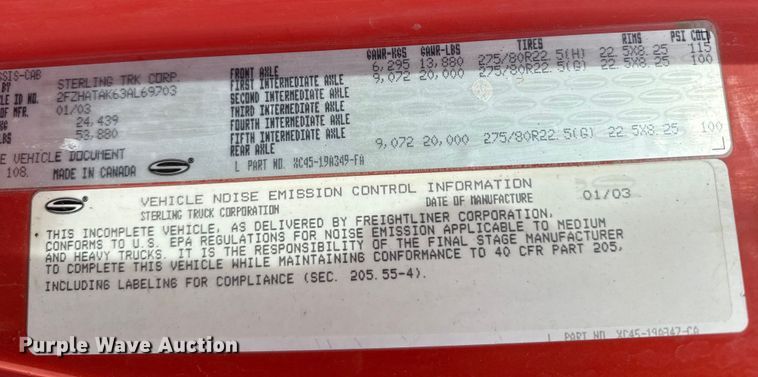 GAWR-KGS GAWR-LBS TIRES RIMS PSI COLD
SSIS-CAB STERLING TRK CORP. FRONT AXLE 6,295 13,880 275/80R22.5(H) 22.5X8.25 115
BY FIRST INTERMEDIATE AXLE 9,072 20,000 275/80R22.5(G) 22.5X8.25 100
LE ID NO. 2FZHATAK63AL69703 SECOND INTERMEDIATE AXLE
OF MFR. 01/03 THIRD INTERMEDIATE AXLE
KG 24,439 FOURTH INTERMEDIATE AXLE
LBS 53,880 FIFTH INTERMEDIATE AXLE
REAR AXLE 9,072 20,000 275/80R22.5(G) 22.5X8.25 100
E VEHICLE DOCUMENT
108. MADE IN CANADA L PART NO. XC45-19A349-FA
VEHICLE NOISE EMISSION CONTROL INFORMATION
STERLING TRUCK CORPORATION DATE OF MANUFACTURE 01/03
THIS INCOMPLETE VEHICLE, AS DELIVERED BY FREIGHTLINER CORPORATION,
CONFORMS TO U.S. EPA REGULATIONS FOR NOISE EMISSION APPLICABLE TO MEDIUM
AND HEAVY TRUCKS. IT IS THE RESPONSIBILITY OF THE FINAL STAGE MANUFACTURER
TO COMPLETE THIS VEHICLE WHILE MAINTAINING CONFORMANCE TO 40 CFR PART 205,
INCLUDING LABELING FOR COMPLIANCE (SEC. 205.55-4).
L PART NO. XC45-19A347-CA
Purple Wave Auction